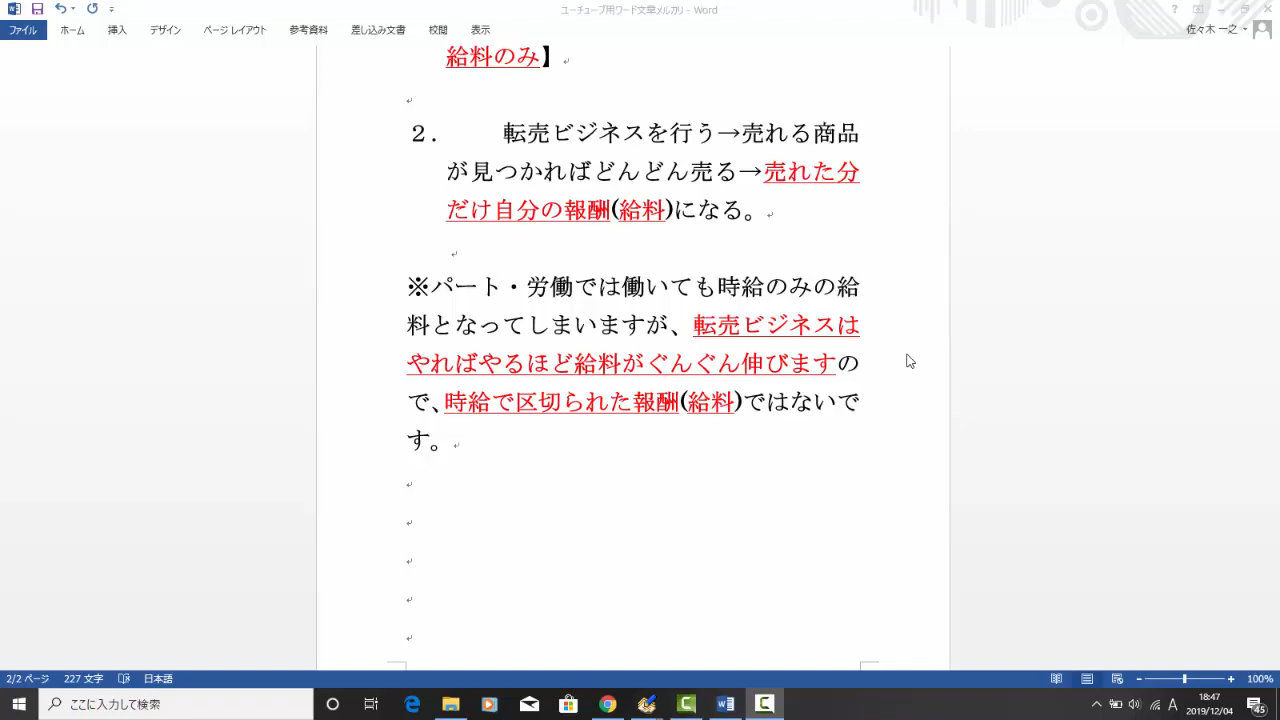 ユーチューブ用ワード文章メルカリ - Word
ファイル ホーム 挿入 デザイン ページ レイアウト 参考資料 差し込み文書 校閲 表示 佐々木 一之
給料のみ】
２． 転売ビジネスを行う→売れる商品
が見つかればどんどん売る→売れた分
だけ自分の報酬(給料)になる。
※パート・労働では働いても時給のみの給
料となってしまいますが、転売ビジネスは
やればやるほど給料がぐんぐん伸びますの
で、時給で区切られた報酬(給料)ではないで
す。
2/2 ページ 227 文字 日本語 100%
ここに入力して検索
A 18:47
2019/12/04
45